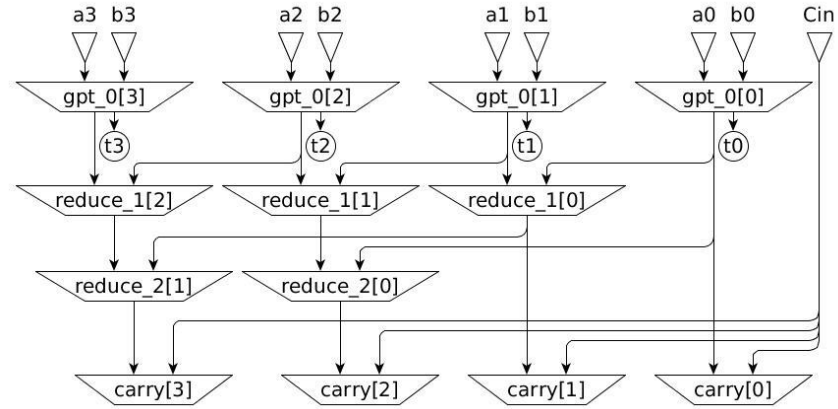 a3 b3 a2 b2 a1 b1 a0 b0 Cin
gpt_0[3] gpt_0[2] gpt_0[1] gpt_0[0]
t3 t2 t1 t0
reduce_1[2] reduce_1[1] reduce_1[0]
reduce_2[1] reduce_2[0]
carry[3] carry[2] carry[1] carry[0]